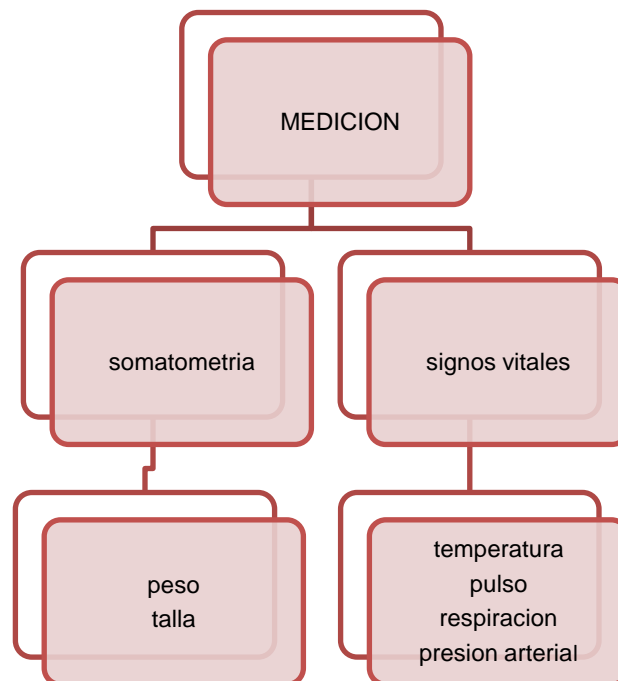 MEDICION
somatometria
signos vitales
peso
talla
temperatura
pulso
respiracion
presion arterial